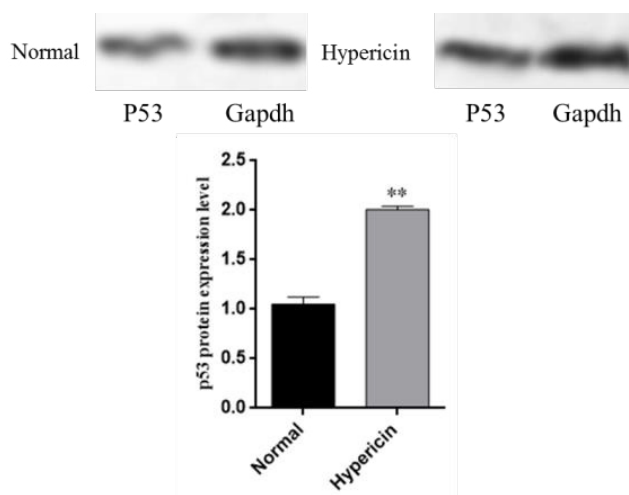 Normal
Hypericin
P53 Gapdh
P53 Gapdh
p53 protein expression level
2.5
2.0
1.5
1.0
0.5
0.0
**
Normal
Hypericin